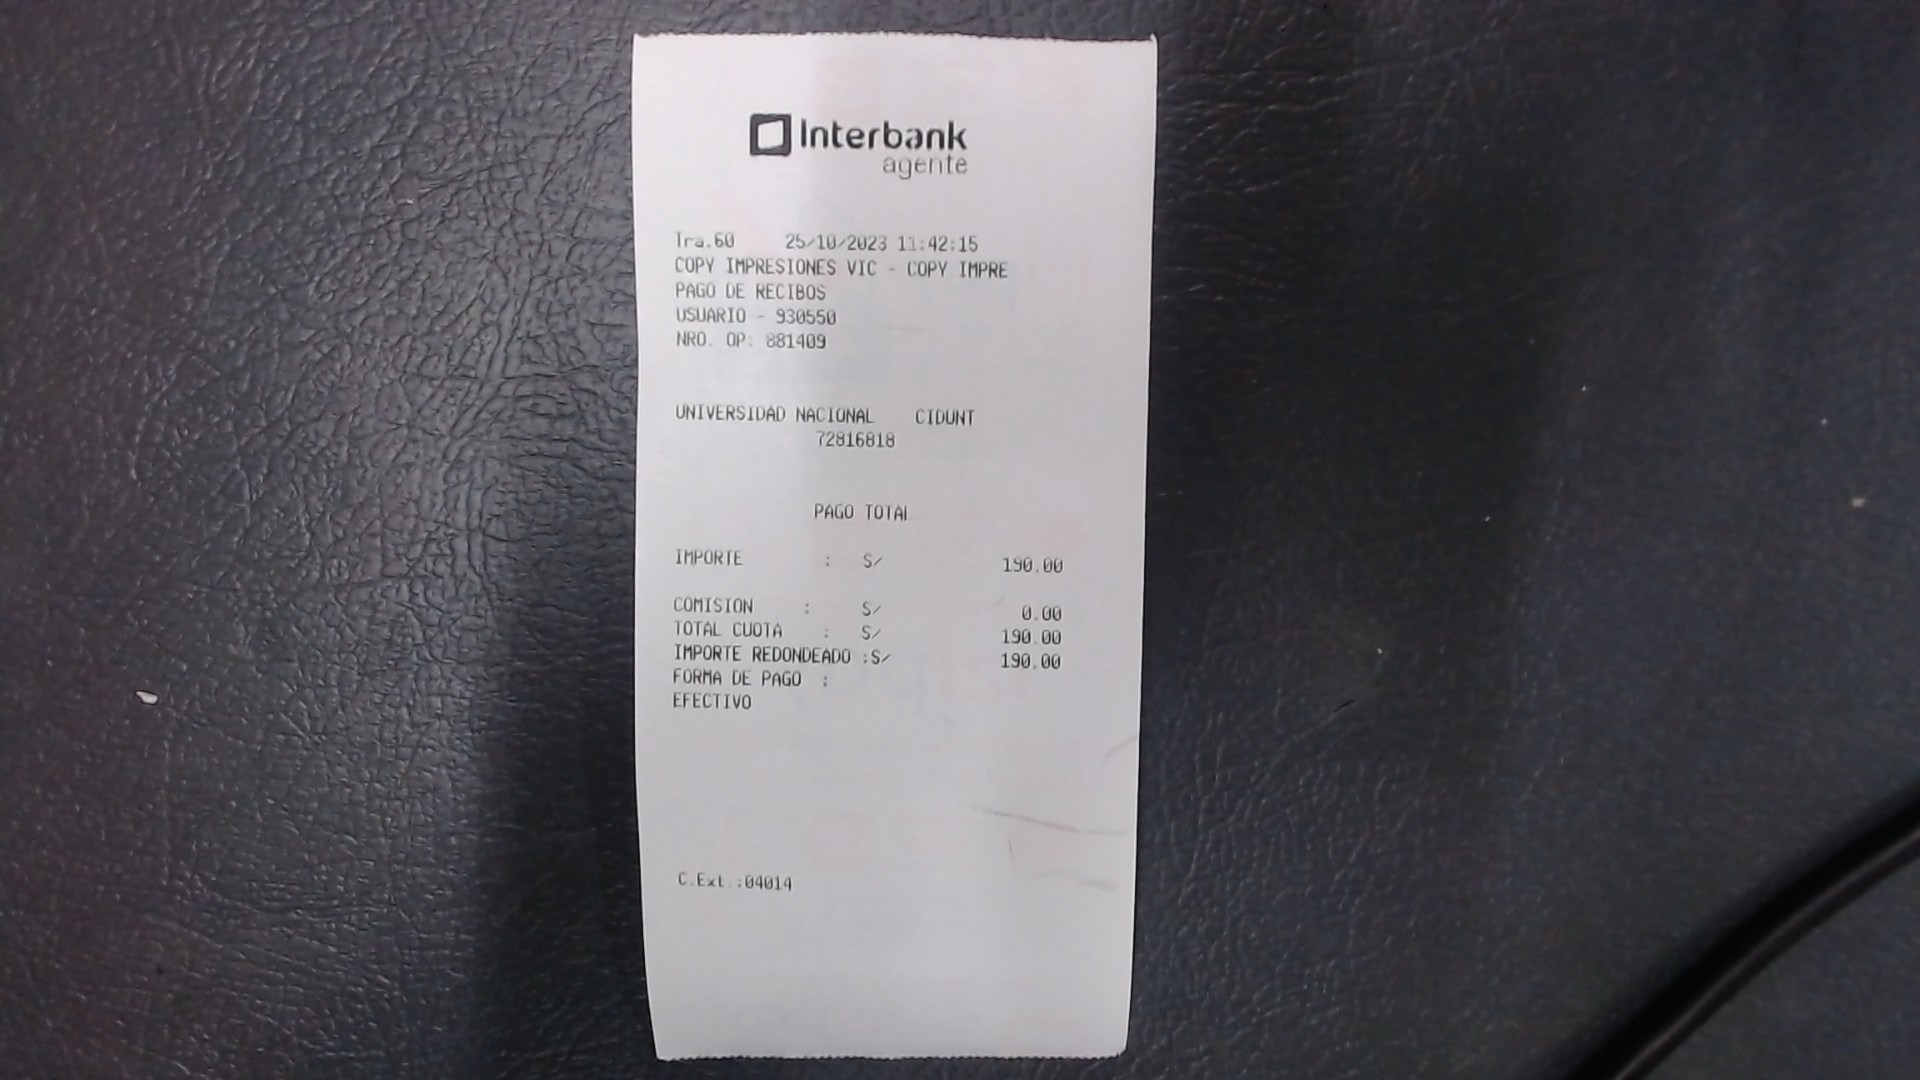 Interbank
agente
Tra.60 25/10/2023 11:42:15
COPY IMPRESIONES VIC - COPY IMPRE
PAGO DE RECIBOS
USUARIO - 930550
NRO. OP: 881409
UNIVERSIDAD NACIONAL CIDUNT
72816818
PAGO TOTAL
IMPORTE : S/ 190.00
COMISION : S/ 0.00
TOTAL CUOTA : S/ 190.00
IMPORTE REDONDEADO :S/ 190.00
FORMA DE PAGO :
EFECTIVO
C.Ext.:04014